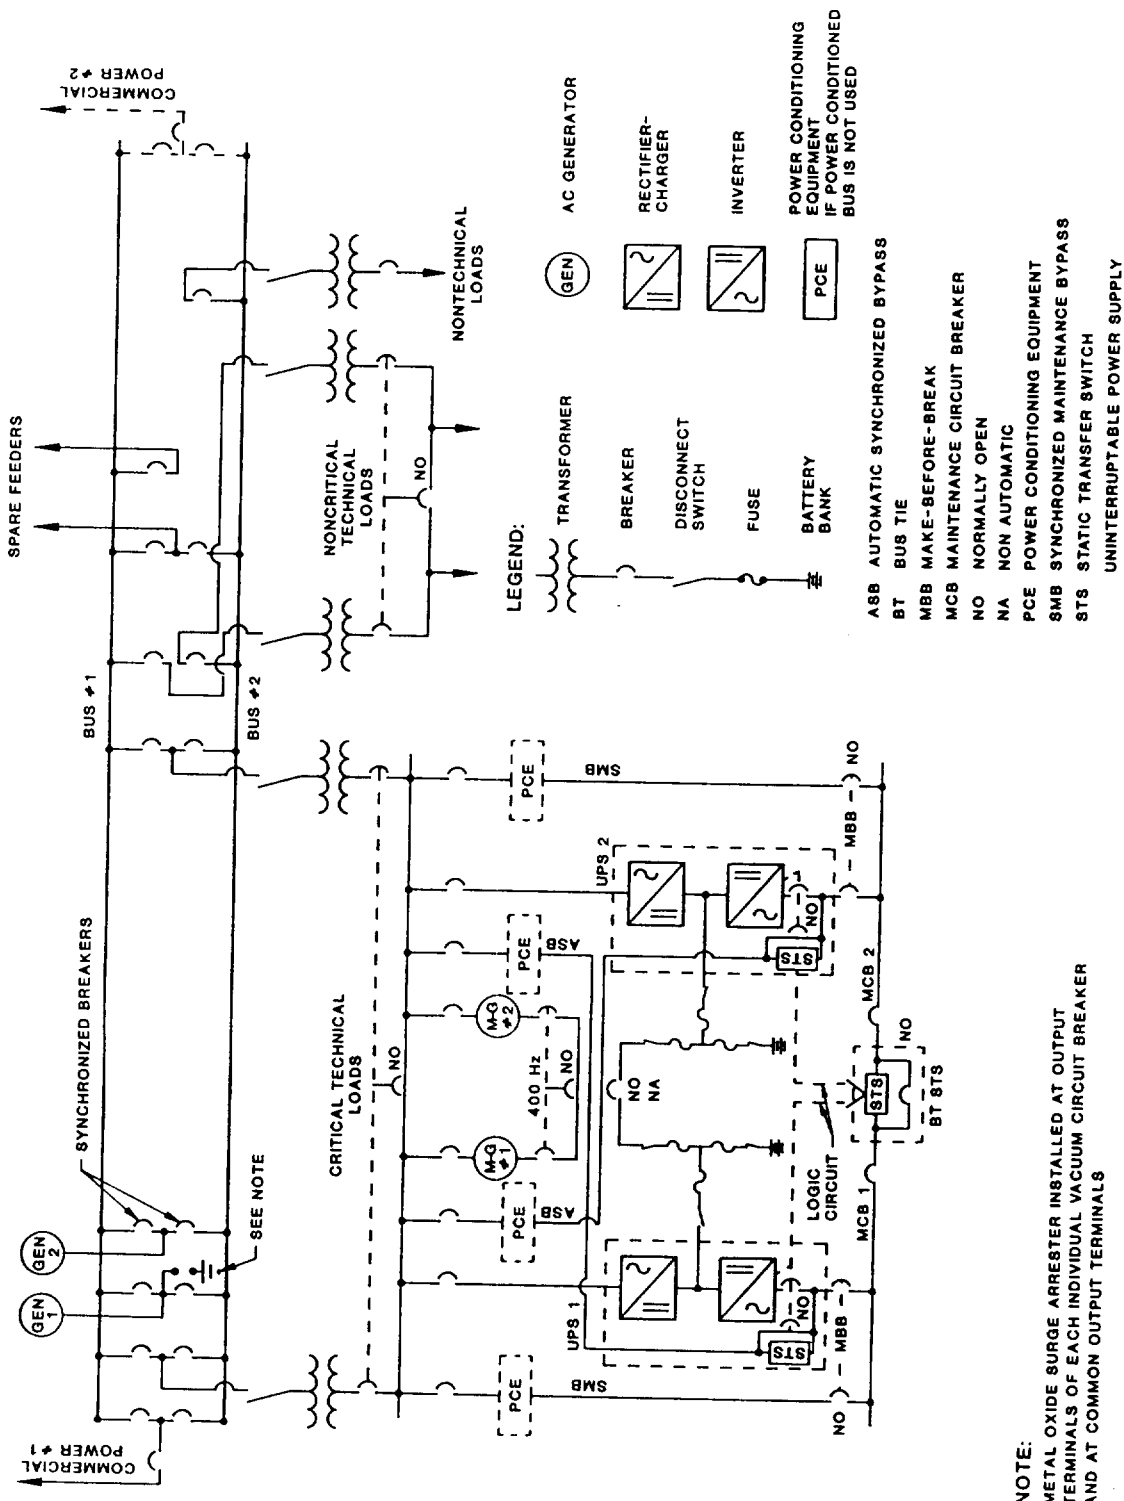 COMMERCIAL
POWER #1
COMMERCIAL
POWER #2
SPARE FEEDERS
GEN
1
GEN
2
SYNCHRONIZED BREAKERS
SEE NOTE
BUS #1
BUS #2
CRITICAL TECHNICAL
LOADS
NO
NONCRITICAL
TECHNICAL
LOADS
NO
NONTECHNICAL
LOADS
PCE
SMB
PCE
ASB
M-G
#1
M-G
#2
400 Hz
NO
PCE
ASB
PCE
SMB
UPS 1
STS
NO
MBB
NO
UPS 2
STS
NO
MBB
NO
NO
NA
LOGIC
CIRCUIT
MCB 1
STS
NO
BT STS
MCB 2
LEGEND:
TRANSFORMER
BREAKER
DISCONNECT
SWITCH
FUSE
BATTERY
BANK
GEN
AC GENERATOR
RECTIFIER-
CHARGER
INVERTER
PCE
POWER CONDITIONING
EQUIPMENT
IF POWER CONDITIONED
BUS IS NOT USED
ASB AUTOMATIC SYNCHRONIZED BYPASS
BT BUS TIE
MBB MAKE-BEFORE-BREAK
MCB MAINTENANCE CIRCUIT BREAKER
NO NORMALLY OPEN
NA NON AUTOMATIC
PCE POWER CONDITIONING EQUIPMENT
SMB SYNCHRONIZED MAINTENANCE BYPASS
STS STATIC TRANSFER SWITCH
UNINTERRUPTABLE POWER SUPPLY
NOTE:
METAL OXIDE SURGE ARRESTER INSTALLED AT OUTPUT
TERMINALS OF EACH INDIVIDUAL VACUUM CIRCUIT BREAKER
AND AT COMMON OUTPUT TERMINALS